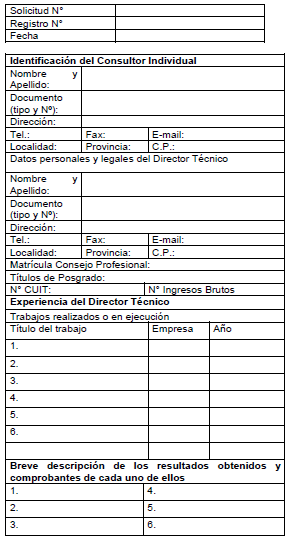 Solicitud N°
Registro N°
Fecha
Identificación del Consultor Individual
Nombre y
Apellido:
Documento
(tipo y Nº):
Dirección:
Tel.: Fax: E-mail:
Localidad: Provincia: C.P.:
Datos personales y legales del Director Técnico
Nombre y
Apellido:
Documento
(tipo y Nº):
Dirección:
Tel.: Fax: E-mail:
Localidad: Provincia: C.P.:
Matrícula Consejo Profesional:
Títulos de Posgrado:
N° CUIT: N° Ingresos Brutos
Experiencia del Director Técnico
Trabajos realizados o en ejecución
Título del trabajo Empresa Año
1.
2.
3.
4.
5.
6.
Breve descripción de los resultados obtenidos y
comprobantes de cada uno de ellos
1. 4.
2. 5.
3. 6.